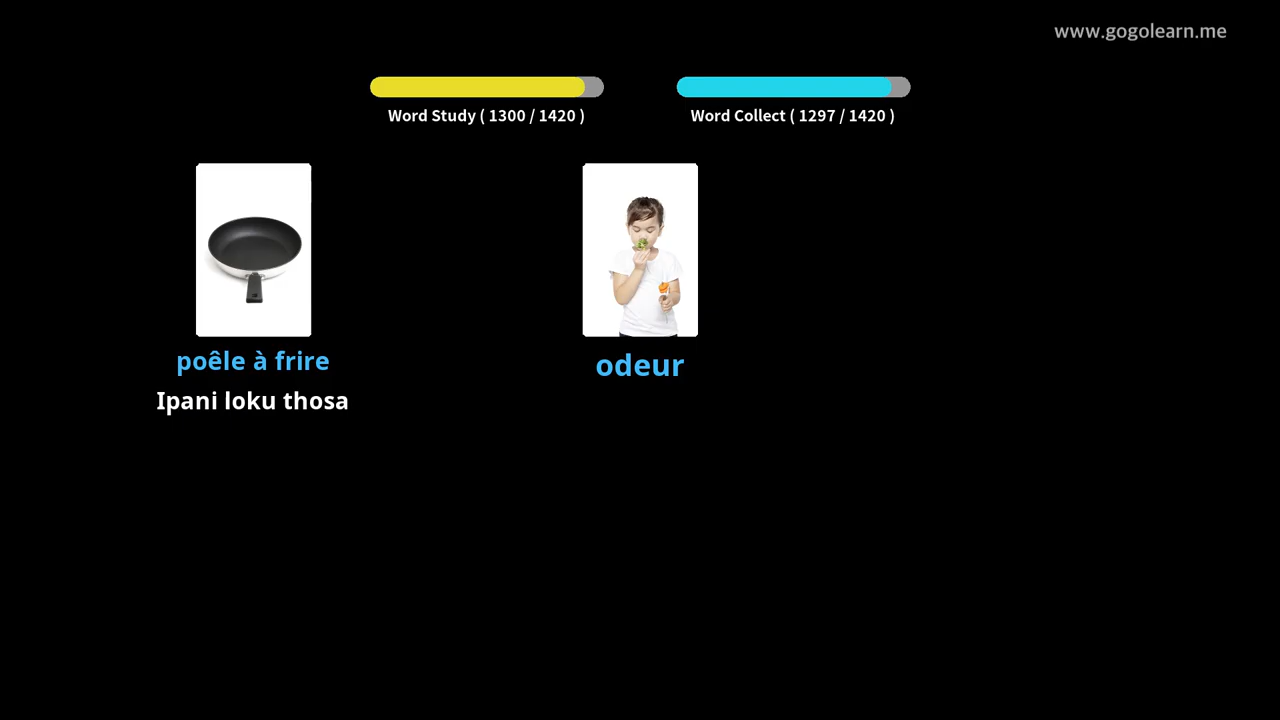 www.gogolearn.me
Word Study ( 1300 / 1420 )
Word Collect ( 1297 / 1420 )
poêle à frire
Ipani loku thosa
odeur